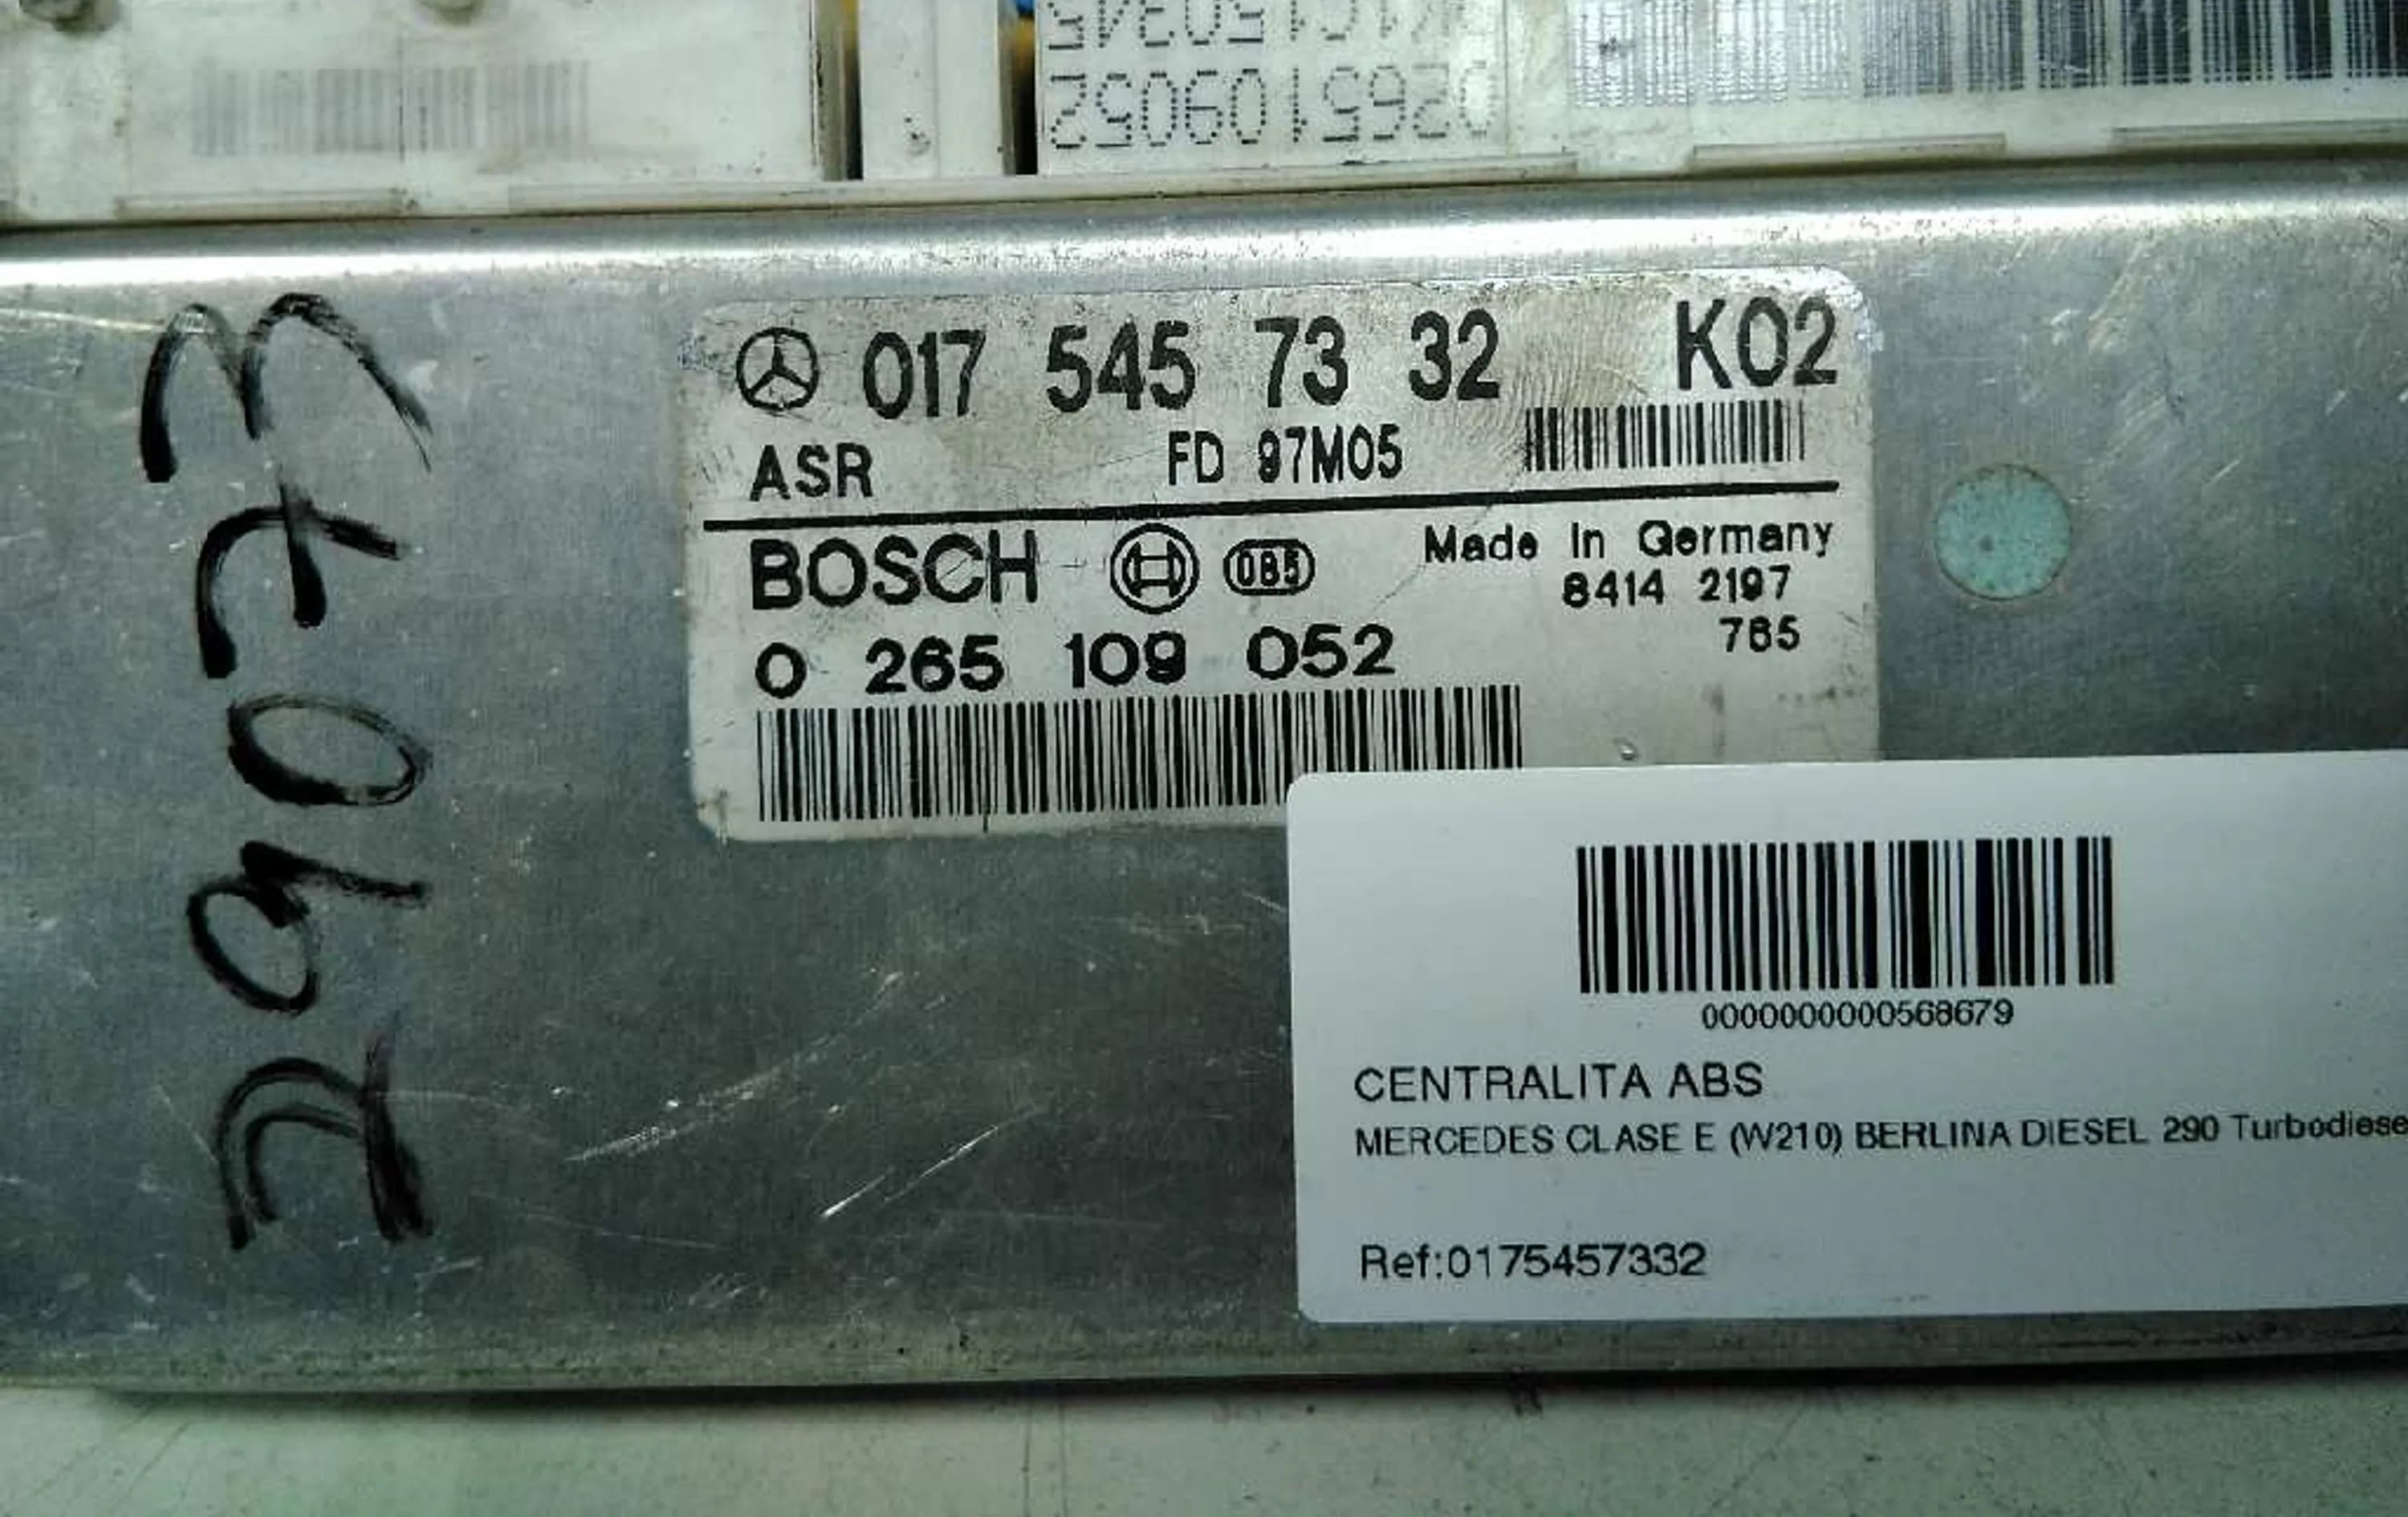 0265109052
017 545 73 32 K02
ASR FD 97M05
BOSCH 085 Made In Germany
8414 2197
765
0 265 109 052
0000000000568679
CENTRALITA ABS
MERCEDES CLASE E (W210) BERLINA DIESEL 290 Turbodiese
Ref:0175457332